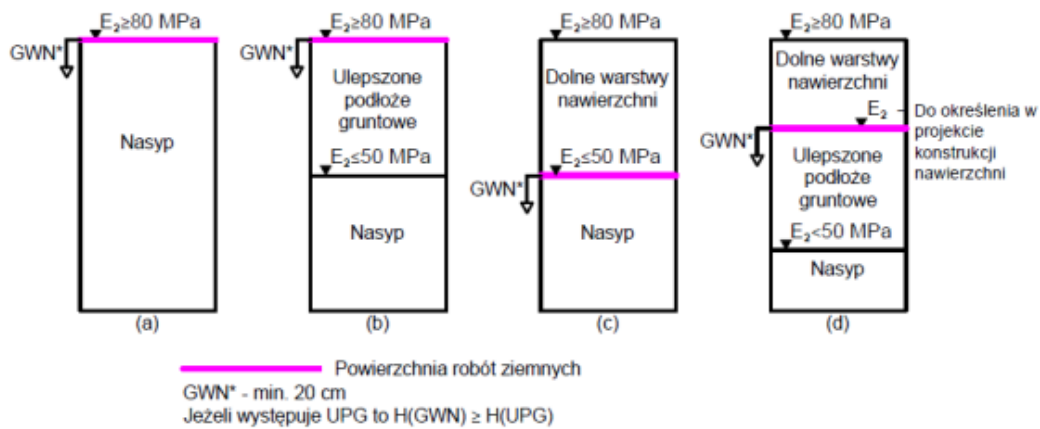 E₂≥80 MPa
GWN*
Nasyp
(a)
E₂≥80 MPa
GWN*
Ulepszone
podłoże
gruntowe
E₂≤50 MPa
Nasyp
(b)
E₂≥80 MPa
Dolne warstwy
nawierzchni
E₂≤50 MPa
GWN*
Nasyp
(c)
E₂≥80 MPa
Dolne warstwy
nawierzchni
E₂
Do określenia w
projekcie
konstrukcji
nawierzchni
GWN*
Ulepszone
podłoże
gruntowe
E₂<50 MPa
Nasyp
(d)
Powierzchnia robót ziemnych
GWN* - min. 20 cm
Jeżeli występuje UPG to H(GWN) ≥ H(UPG)